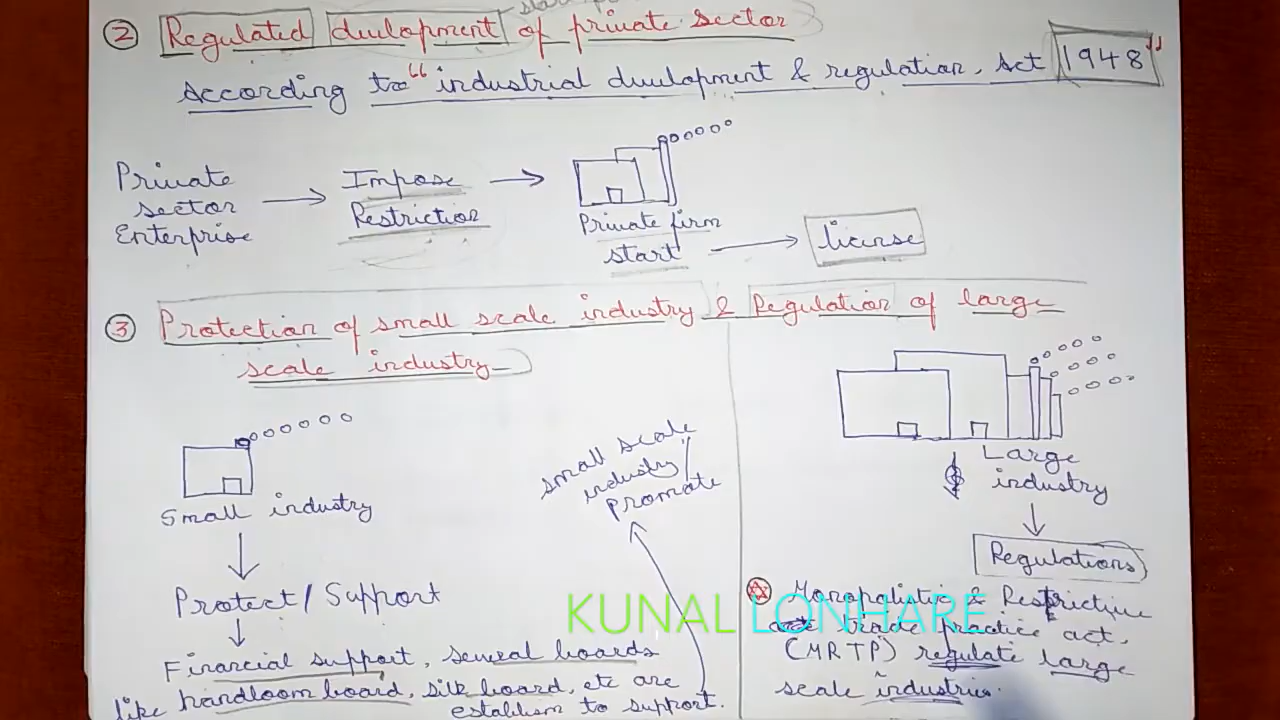 ② Regulated development of private sector
According to "industrial development & regulation, act 1948"
Private
sector
Enterprise
Impose
Restriction
Private firm
start
license
③ Protection of small scale industry & Regulation of large
scale industry
Small industry
Protect/Support
Financial support, several boards
like handloom board, silk board, etc are
establism to support.
small scale
industry
promote
Large
industry
Regulations
Monopolistic & Restrictive
trade practice act,
(MRTP) regulate large
scale industries.
KUNAL LONHARE